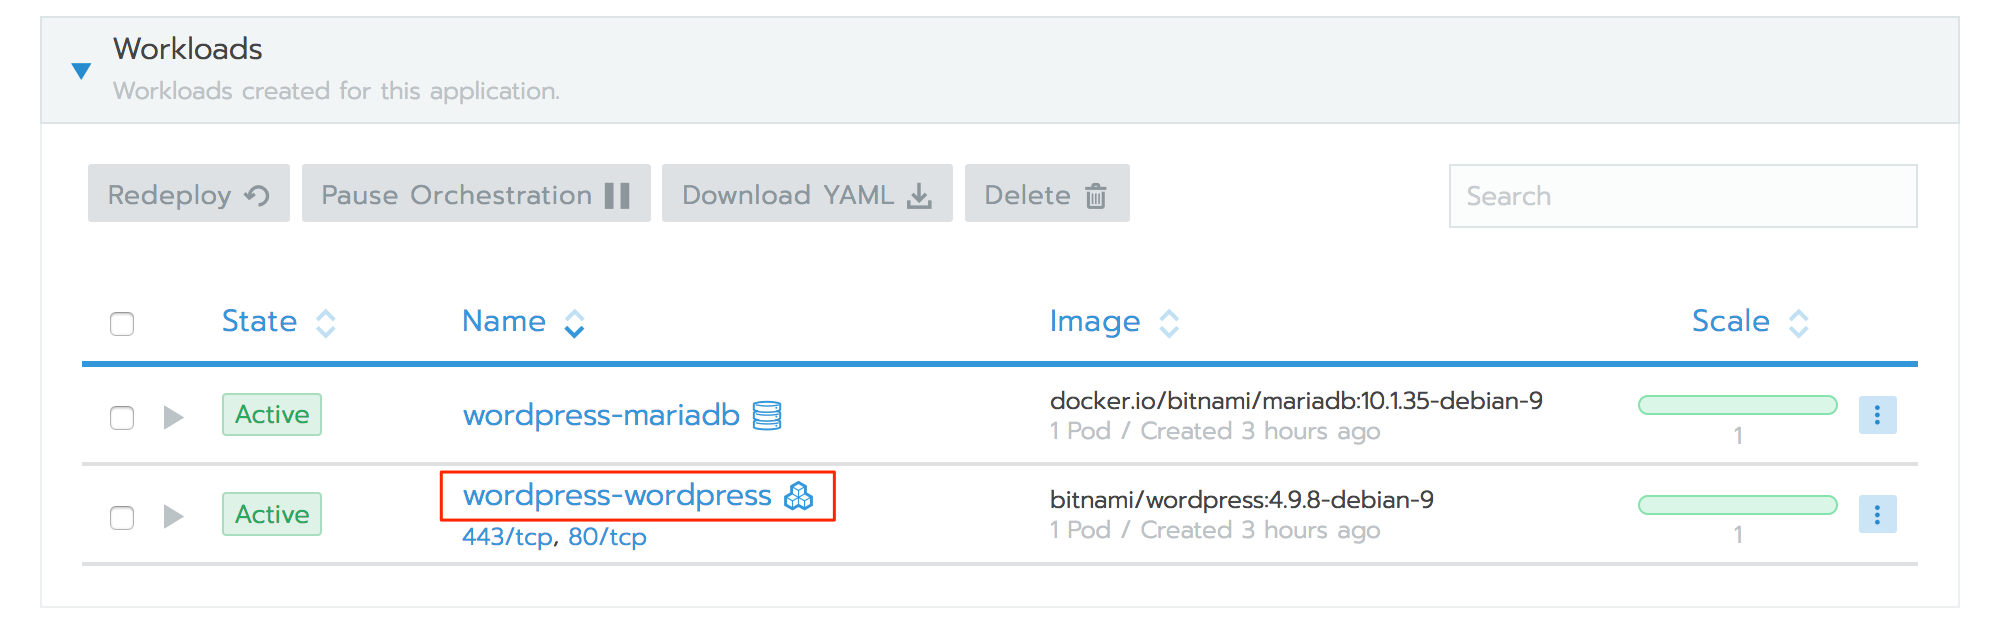 Workloads
Workloads created for this application.
Redeploy Pause Orchestration Download YAML Delete Search
State Name Image Scale
Active wordpress-mariadb docker.io/bitnami/mariadb:10.1.35-debian-9
1 Pod / Created 3 hours ago 1
Active wordpress-wordpress bitnami/wordpress:4.9.8-debian-9
443/tcp, 80/tcp 1 Pod / Created 3 hours ago 1